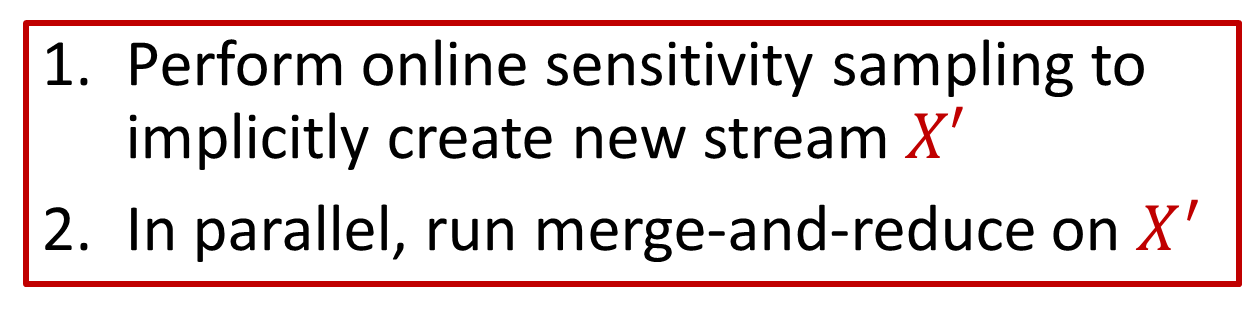 1. Perform online sensitivity sampling to
implicitly create new stream X′
2. In parallel, run merge-and-reduce on X′